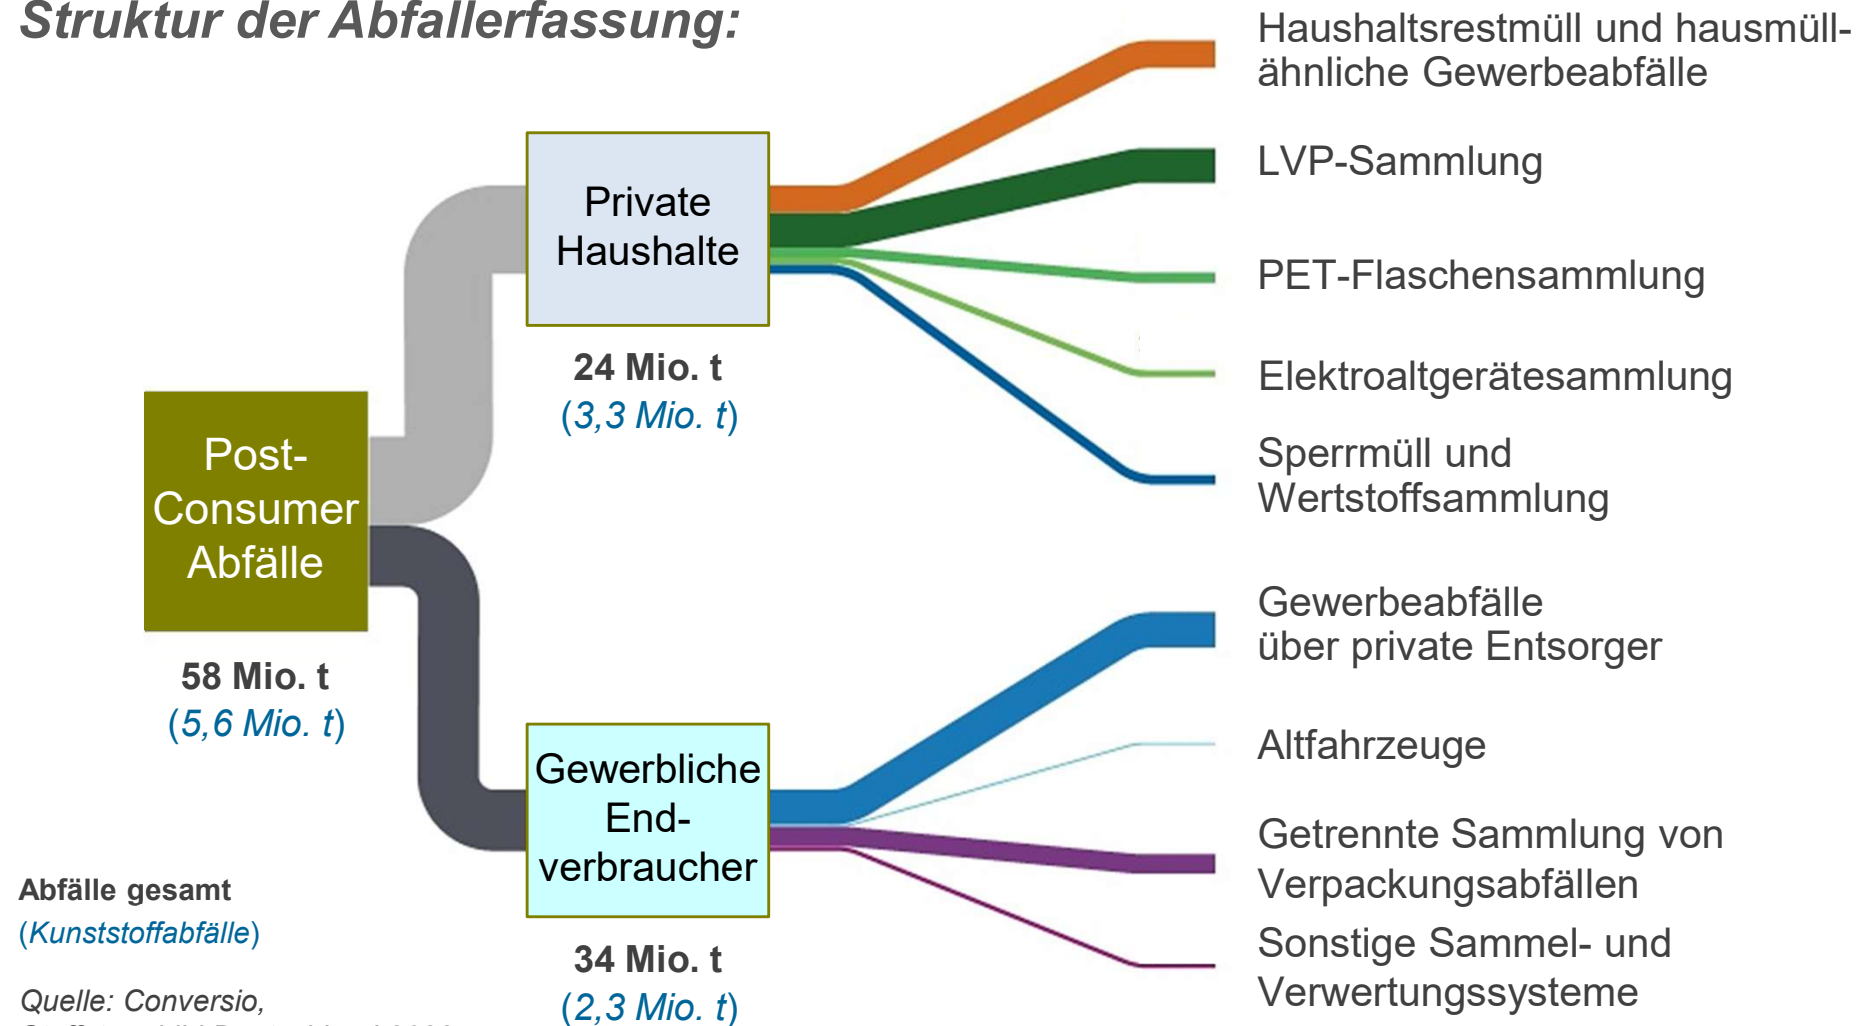 Struktur der Abfallerfassung:
Haushaltsrestmüll und hausmüll-
ähnliche Gewerbeabfälle
LVP-Sammlung
PET-Flaschensammlung
Elektroaltgerätesammlung
Sperrmüll und
Wertstoffsammlung
Private
Haushalte
24 Mio. t
(3,3 Mio. t)
Post-
Consumer
Abfälle
58 Mio. t
(5,6 Mio. t)
Gewerbeabfälle
über private Entsorger
Altfahrzeuge
Getrennte Sammlung von
Verpackungsabfällen
Sonstige Sammel- und
Verwertungssysteme
Gewerbliche
End-
verbraucher
34 Mio. t
(2,3 Mio. t)
Abfälle gesamt
(Kunststoffabfälle)
Quelle: Conversio,